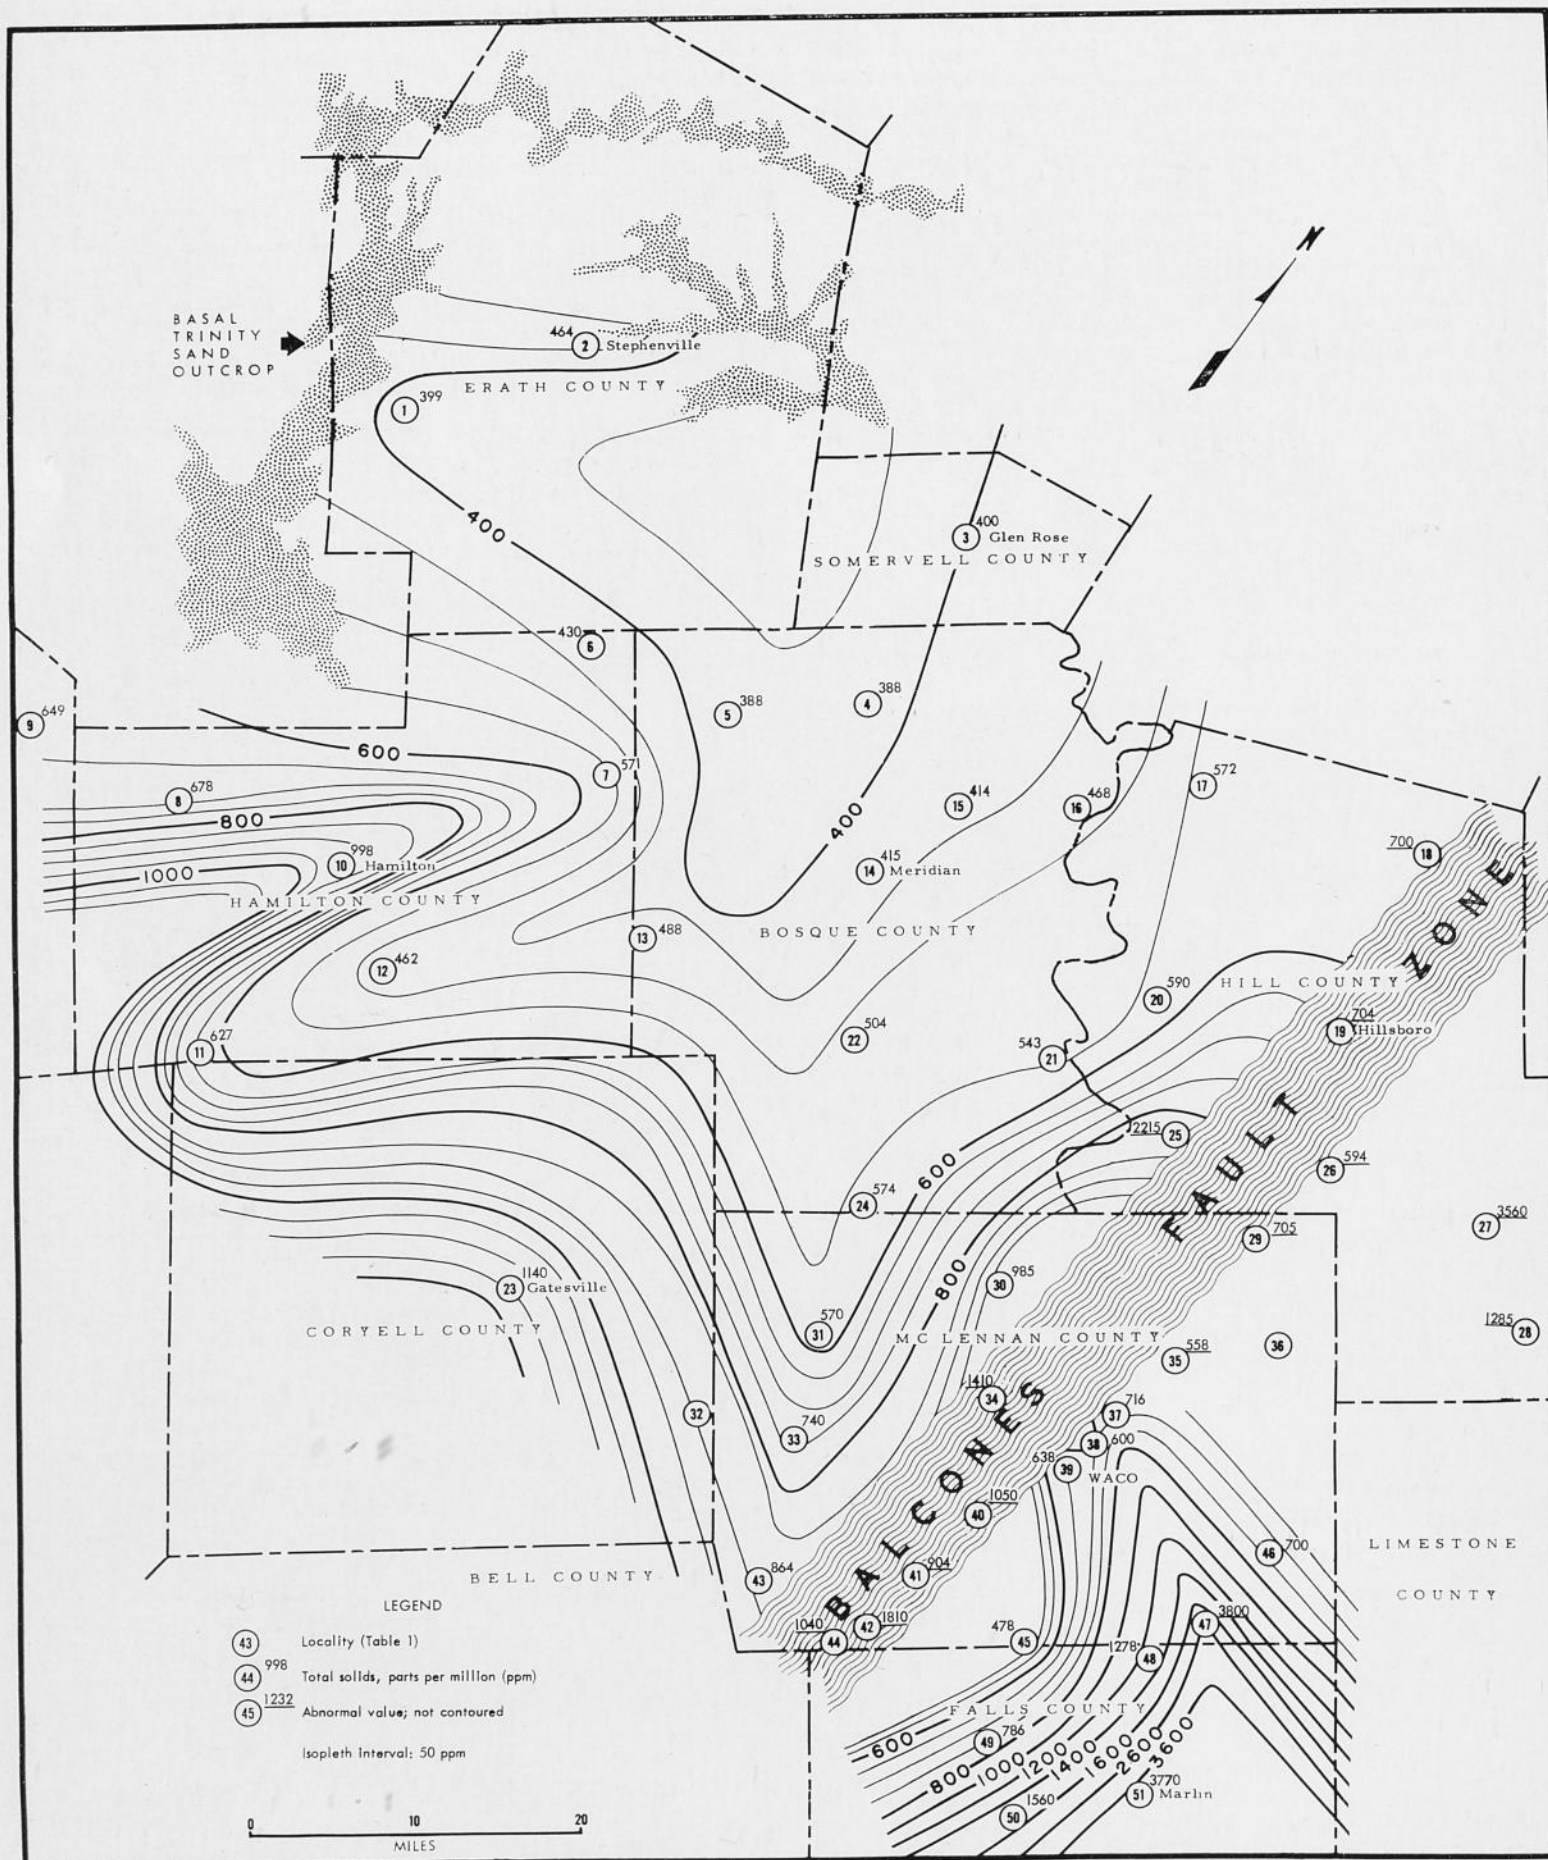 N
BASAL
TRINITY
SAND
OUTCROP
464
2 Stephenville
ERATH COUNTY
1 399
400
400
3 Glen Rose
SOMERVELL COUNTY
430
6
5 388
4 388
9 649
600
7 571
8 678
800
15 414
16 468
17 572
400
700 18
10 998 Hamilton
1000
415
14 Meridian
HAMILTON COUNTY
13 488
BOSQUE COUNTY
12 462
HILL COUNTY
20 590
704
19 Hillsboro
11 627
22 504
543
21
2215 25
26 594
600
24 574
27 3560
29 705
1140
23 Gatesville
800
30 985
570
31
1285 28
CORYELL COUNTY
MC LENNAN COUNTY
35 558
36
1410
34
32
33 740
37 716
38 600
638
39
WACO
40 1050
BALCONES FAULT ZONE
46 700
LIMESTONE
COUNTY
BELL COUNTY
43 864
41 904
1040
44
42 1810
478
45
47 3800
1278
48
FALLS COUNTY
49 786
600
800
1000
1200
1400
1600
2600
3600
3770
51 Marlin
1560
50
LEGEND
43 Locality (Table 1)
44 998 Total solids, parts per million (ppm)
45 1232 Abnormal value; not contoured
Isopleth Interval: 50 ppm
0 10 20
MILES